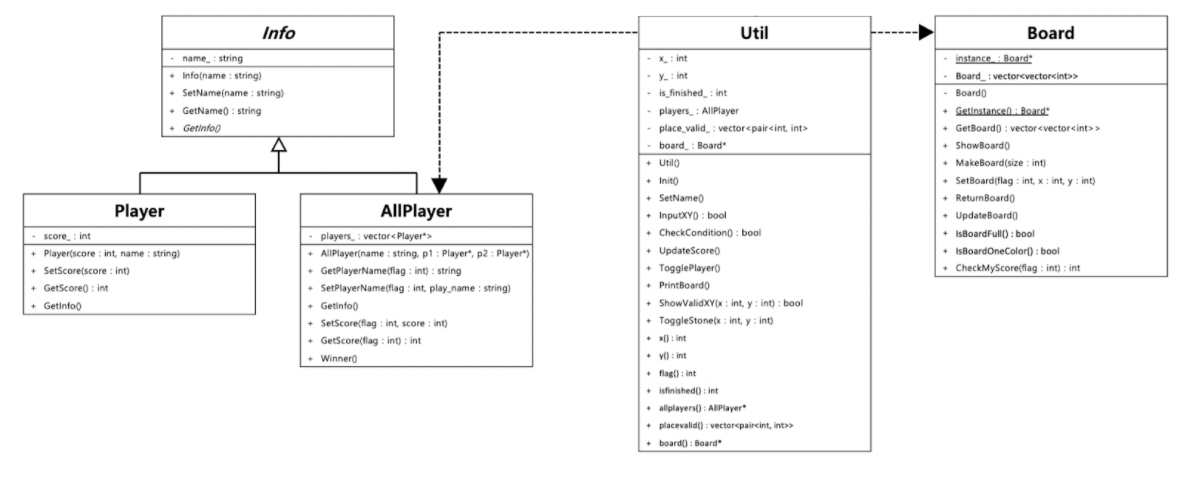 Info
- name_ : string
+ Info(name : string)
+ SetName(name : string)
+ GetName() : string
+ GetInfo()
Player
- score_ : int
+ Player(score : int, name : string)
+ SetScore(score : int)
+ GetScore() : int
+ GetInfo()
AllPlayer
- players_ : vector<Player*>
+ AllPlayer(name : string, p1 : Player*, p2 : Player*)
+ GetPlayerName(flag : int) : string
+ SetPlayerName(flag : int, play_name : string)
+ GetInfo()
+ SetScore(flag : int, score : int)
+ GetScore(flag : int) : int
+ Winner()
Util
- x_ : int
- y_ : int
- is_finished_ : int
- players_ : AllPlayer
- place_valid_ : vector<pair<int, int>
- board_ : Board*
+ Util()
+ Init()
+ SetName()
+ InputXY() : bool
+ CheckCondition() : bool
+ UpdateScore()
+ TogglePlayer()
+ PrintBoard()
+ ShowValidXY(x : int, y : int) : bool
+ ToggleStone(x : int, y : int)
+ x() : int
+ y() : int
+ flag() : int
+ isfinished() : int
+ allplayers() : AllPlayer*
+ placevalid() : vector<pair<int, int>>
+ board() : Board*
Board
- instance_ : Board*
- Board_ : vector<vector<int>>
- Board()
+ GetInstance() : Board*
+ GetBoard() : vector<vector<int>>
+ ShowBoard()
+ MakeBoard(size : int)
+ SetBoard(flag : int, x : int, y : int)
+ ReturnBoard()
+ UpdateBoard()
+ IsBoardFull() : bool
+ IsBoardOneColor() : bool
+ CheckMyScore(flag : int) : int